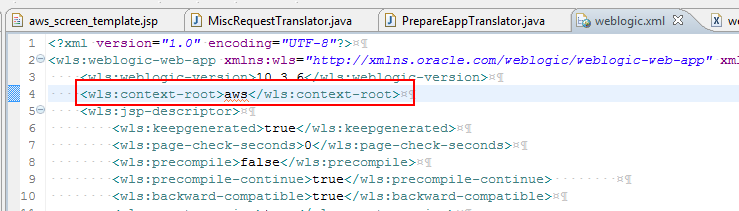 aws_screen_template.jsp MiscRequestTranslator.java PrepareEappTranslator.java weblogic.xml
1 <?xml version="1.0" encoding="UTF-8"?>¤¶
2 <wls:weblogic-web-app xmlns:wls="http://xmlns.oracle.com/weblogic/weblogic-web-app" xml
3 <wls:weblogic-version>10.3.6</wls:weblogic-version>¤¶
4 <wls:context-root>aws</wls:context-root>¤¶
5 <wls:jsp-descriptor>¤¶
6 <wls:keepgenerated>true</wls:keepgenerated>¤¶
7 <wls:page-check-seconds>0</wls:page-check-seconds>¤¶
8 <wls:precompile>false</wls:precompile>¤¶
9 <wls:precompile-continue>true</wls:precompile-continue> ¤¶
10 <wls:backward-compatible>true</wls:backward-compatible>¤¶